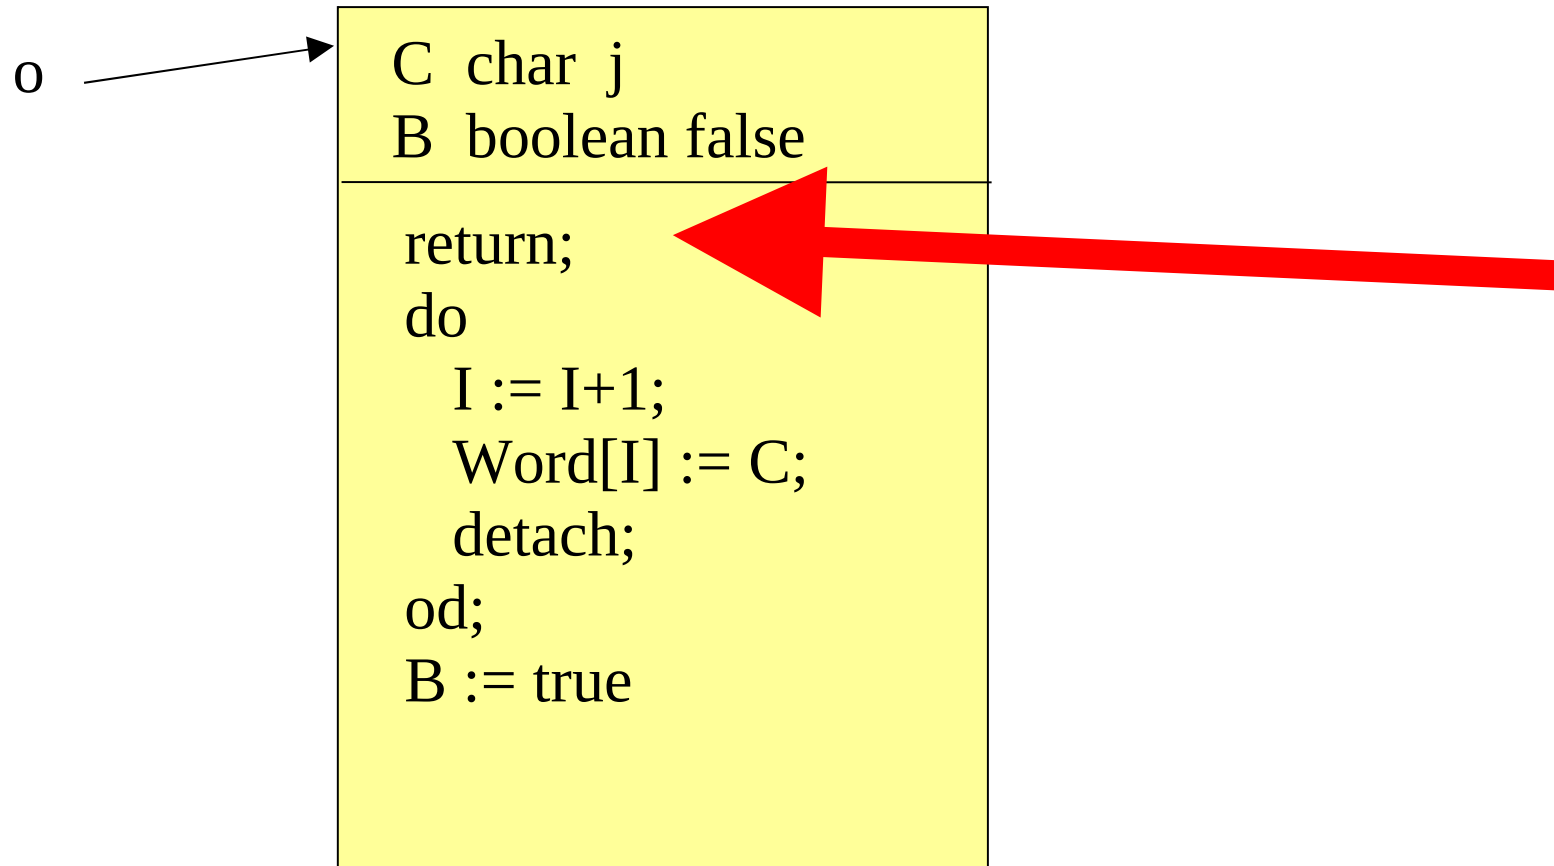 o
C char j
B boolean false
return;
do
I := I+1;
Word[I] := C;
detach;
od;
B := true